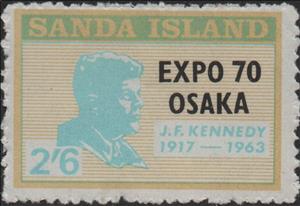 SANDA ISLAND
EXPO 70
OSAKA
J.F. KENNEDY
1917 — 1963
2'6